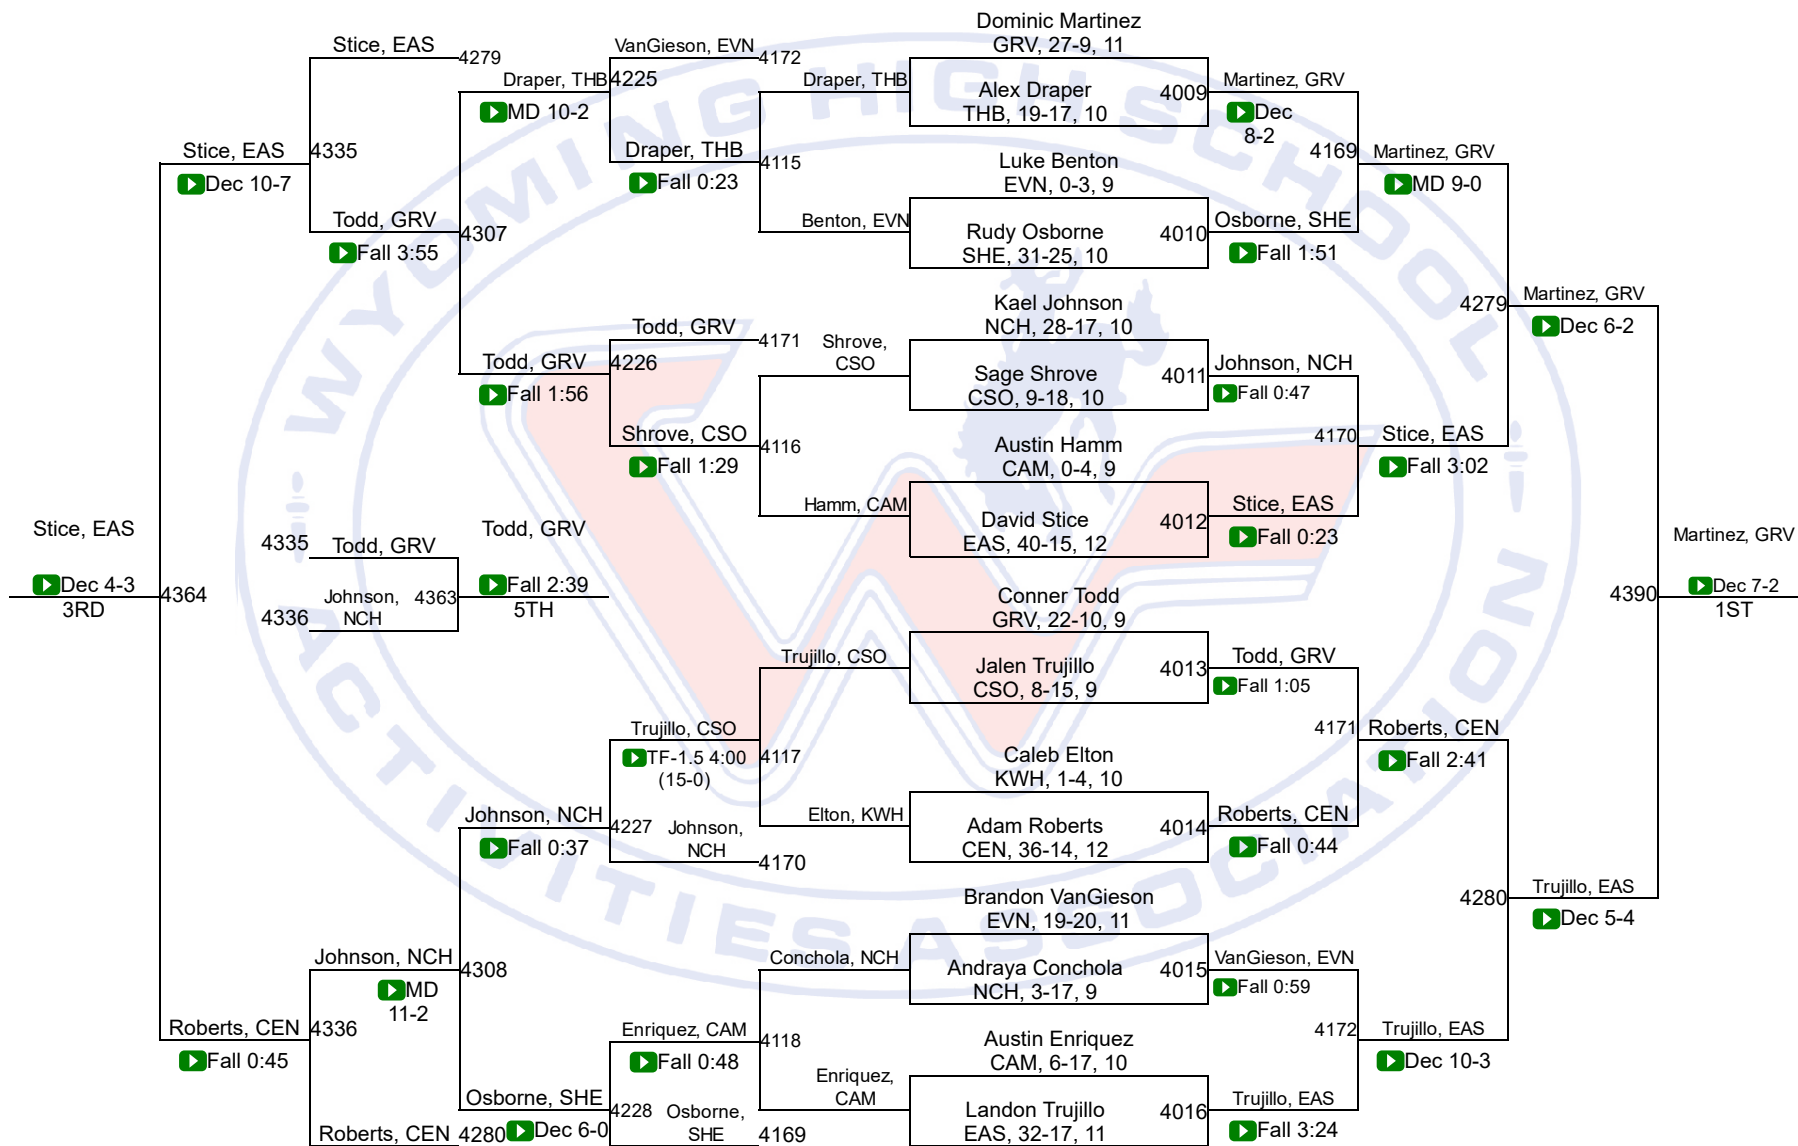 WYOMING HIGH SCHOOL
ACTIVITIES ASSOCIATION
Stice, EAS
4279
Draper, THB
4225
MD 10-2
VanGieson, EVN
4172
Draper, THB
4115
Fall 0:23
Stice, EAS
4335
Dec 10-7
Todd, GRV
4307
Fall 3:55
Todd, GRV
4226
Fall 1:56
Todd, GRV
4171
Shrove, CSO
4116
Fall 1:29
Stice, EAS
Dec 4-3
4364
3RD
4335
Todd, GRV
4336
Johnson,
NCH
4363
Todd, GRV
Fall 2:39
5TH
Trujillo, CSO
TF-1.5 4:00
(15-0)
4117
Johnson, NCH
4227
Fall 0:37
Johnson,
NCH
4170
Johnson, NCH
4308
MD
11-2
Roberts, CEN
4336
Fall 0:45
Enriquez, CAM
4118
Fall 0:48
Osborne, SHE
4228
Dec 6-0
Osborne,
SHE
4169
Roberts, CEN
4280
Draper, THB
Benton, EVN
Shrove,
CSO
Hamm, CAM
Trujillo, CSO
Elton, KWH
Conchola, NCH
Enriquez,
CAM
Dominic Martinez
GRV, 27-9, 11
Alex Draper
THB, 19-17, 10
4009
Luke Benton
EVN, 0-3, 9
Rudy Osborne
SHE, 31-25, 10
4010
Kael Johnson
NCH, 28-17, 10
Sage Shrove
CSO, 9-18, 10
4011
Austin Hamm
CAM, 0-4, 9
David Stice
EAS, 40-15, 12
4012
Conner Todd
GRV, 22-10, 9
Jalen Trujillo
CSO, 8-15, 9
4013
Caleb Elton
KWH, 1-4, 10
Adam Roberts
CEN, 36-14, 12
4014
Brandon VanGieson
EVN, 19-20, 11
Andraya Conchola
NCH, 3-17, 9
4015
Austin Enriquez
CAM, 6-17, 10
Landon Trujillo
EAS, 32-17, 11
4016
Martinez, GRV
Dec
8-2
Osborne, SHE
Fall 1:51
Johnson, NCH
Fall 0:47
Stice, EAS
Fall 0:23
Todd, GRV
Fall 1:05
Roberts, CEN
Fall 0:44
VanGieson, EVN
Fall 0:59
Trujillo, EAS
Fall 3:24
4169
Martinez, GRV
MD 9-0
4170
Stice, EAS
Fall 3:02
4171
Roberts, CEN
Fall 2:41
4172
Trujillo, EAS
Dec 10-3
4279
Martinez, GRV
Dec 6-2
4280
Trujillo, EAS
Dec 5-4
4390
Martinez, GRV
Dec 7-2
1ST